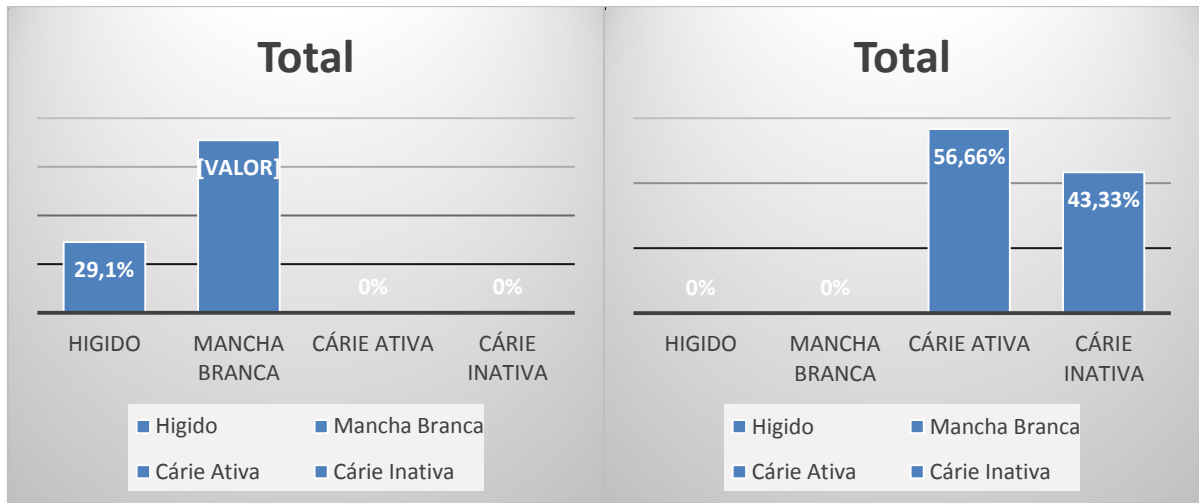 Total
[VALOR]
29,1%
0%
0%
HIGIDO
MANCHA
BRANCA
CÁRIE ATIVA
CÁRIE
INATIVA
Higido
Mancha Branca
Cárie Ativa
Cárie Inativa
Total
56,66%
43,33%
0%
0%
HIGIDO
MANCHA
BRANCA
CÁRIE ATIVA
CÁRIE
INATIVA
Higido
Mancha Branca
Cárie Ativa
Cárie Inativa